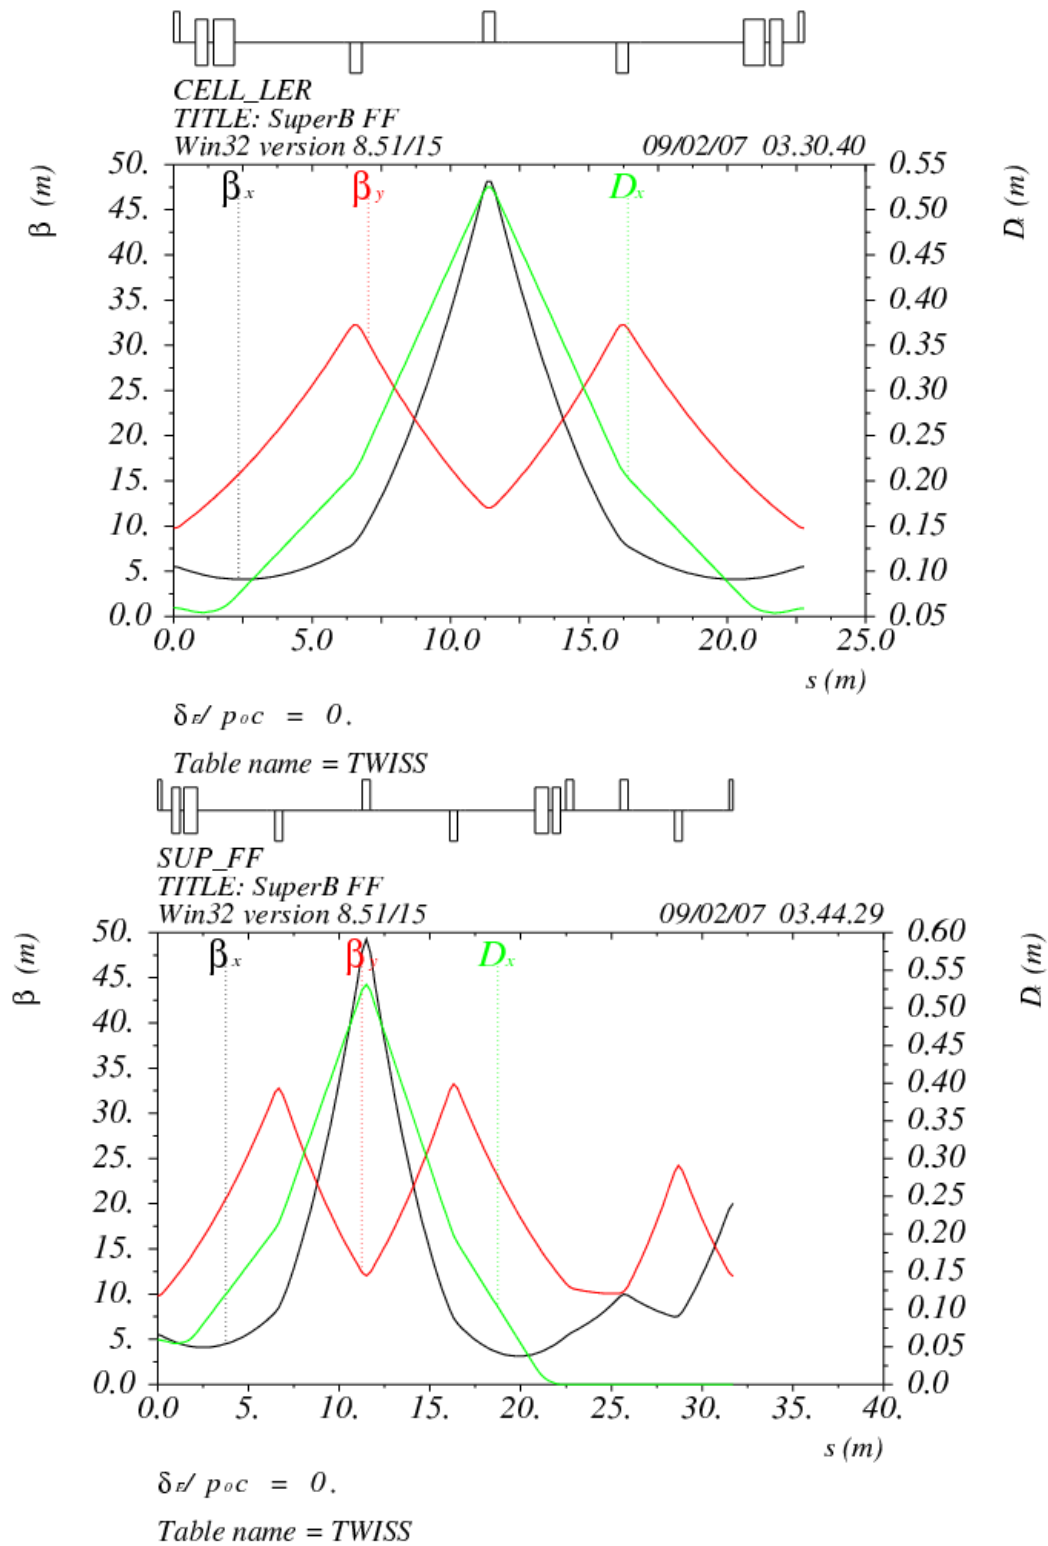 CELL_LER
TITLE: SuperB FF
Win32 version 8.51/15 09/02/07 03.30.40
β (m)
50.
45.
40.
35.
30.
25.
20.
15.
10.
5.
0.0
βx βy Dx
0.55
0.50
0.45
0.40
0.35
0.30
0.25
0.20
0.15
0.10
0.05
Dx (m)
0.0 5.0 10.0 15.0 20.0 25.0
s (m)
δE/ p0c = 0.
Table name = TWISS
SUP_FF
TITLE: SuperB FF
Win32 version 8.51/15 09/02/07 03.44.29
β (m)
50.
45.
40.
35.
30.
25.
20.
15.
10.
5.
0.0
βx βy Dx
0.60
0.55
0.50
0.45
0.40
0.35
0.30
0.25
0.20
0.15
0.10
0.05
0.0
Dx (m)
0.0 5. 10. 15. 20. 25. 30. 35. 40.
s (m)
δE/ p0c = 0.
Table name = TWISS